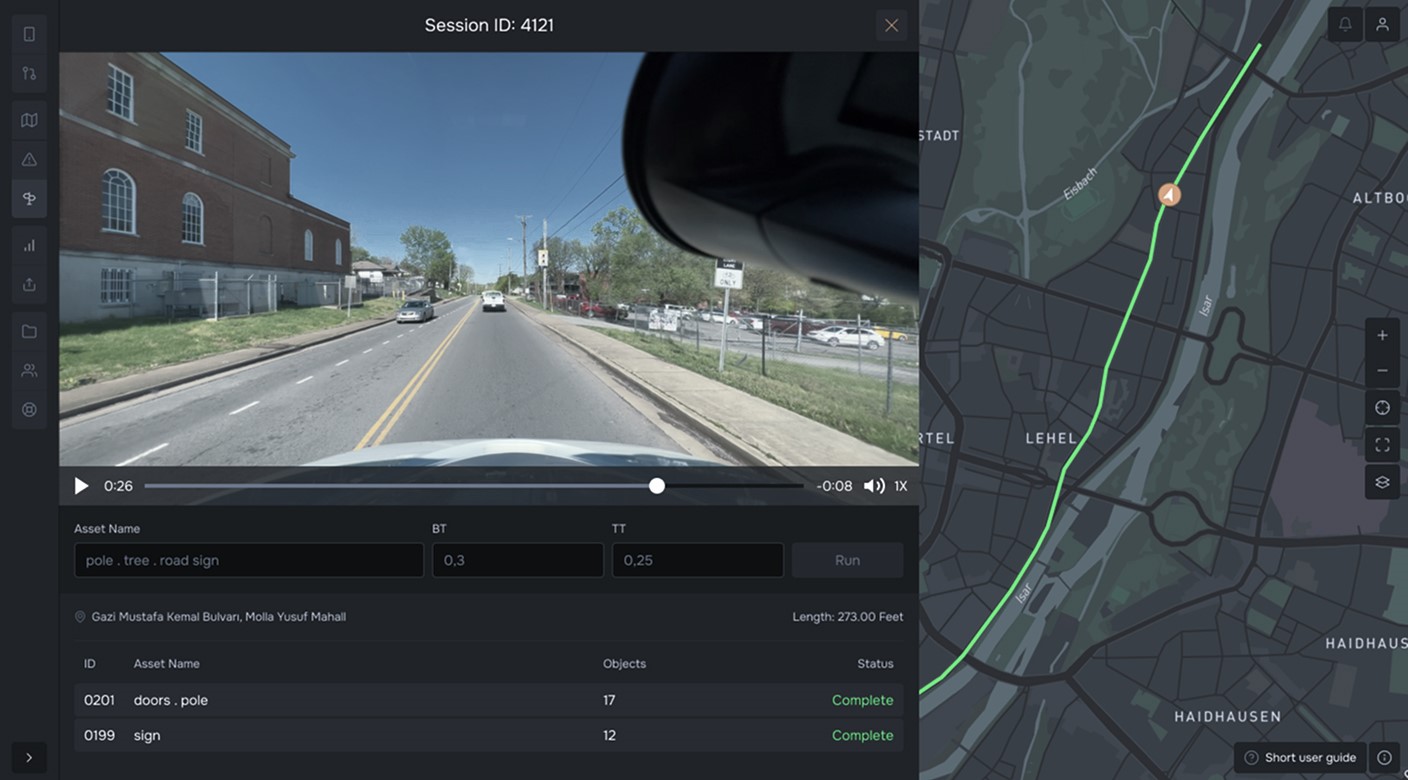 Session ID: 4121
LANE
ONLY
0:26
-0:08
1X
Asset Name
BT
TT
pole . tree . road sign
0,3
0,25
Run
Gazi Mustafa Kemal Bulvarı, Molla Yusuf Mahall
Length: 273.00 Feet
ID
Asset Name
Objects
Status
0201
doors . pole
17
Complete
0199
sign
12
Complete
STADT
Eisbach
ALTBO
Isar
RTEL
LEHEL
Isar
HAIDHAUS
HAIDHAUSEN
Short user guide